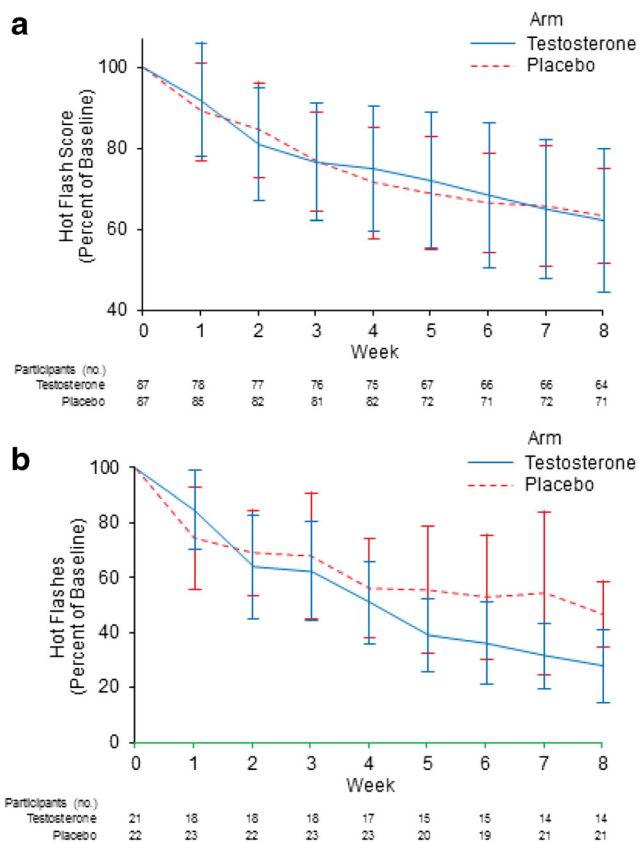 a
Arm
Testosterone
Placebo
Hot Flash Score
(Percent of Baseline)
100
80
60
40
0 1 2 3 4 5 6 7 8
Week
Participants (no.)
Testosterone 87 78 77 76 75 67 66 66 64
Placebo 87 85 82 81 82 72 71 72 71
b
Arm
Testosterone
Placebo
Hot Flashes
(Percent of Baseline)
100
80
60
40
20
0
0 1 2 3 4 5 6 7 8
Week
Participants (no.)
Testosterone 21 18 18 18 17 15 15 14 14
Placebo 22 23 22 23 23 20 19 21 21